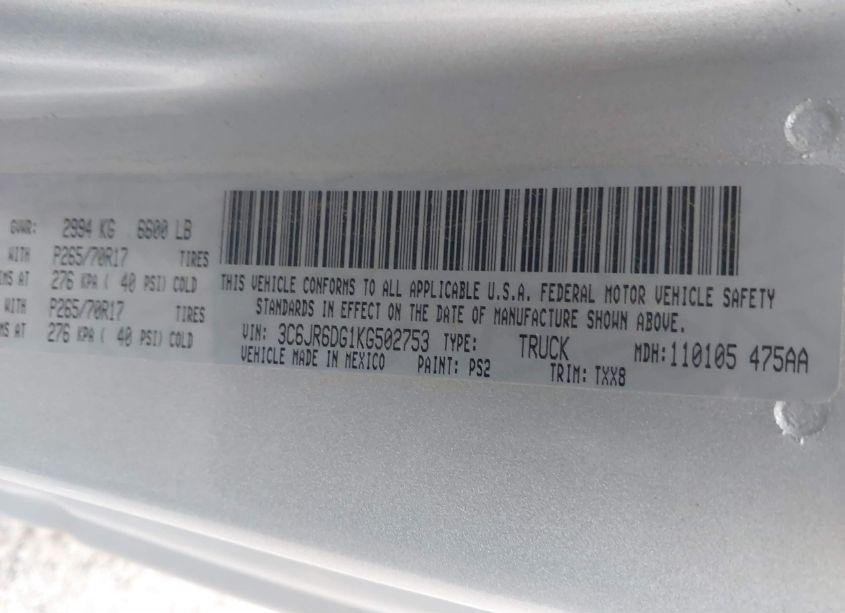 GVWR: 2994 KG 6600 LB
WITH P265/70R17 TIRES
MS AT 276 KPA ( 40 PSI) COLD
WITH P265/70R17 TIRES
MS AT 276 KPA ( 40 PSI) COLD
THIS VEHICLE CONFORMS TO ALL APPLICABLE U.S.A. FEDERAL MOTOR VEHICLE SAFETY
STANDARDS IN EFFECT ON THE DATE OF MANUFACTURE SHOWN ABOVE.
VIN: 3C6JR6DG1KG502753 TYPE: TRUCK MDH:110105 475AA
VEHICLE MADE IN MEXICO PAINT: PS2 TRIM: TXX8